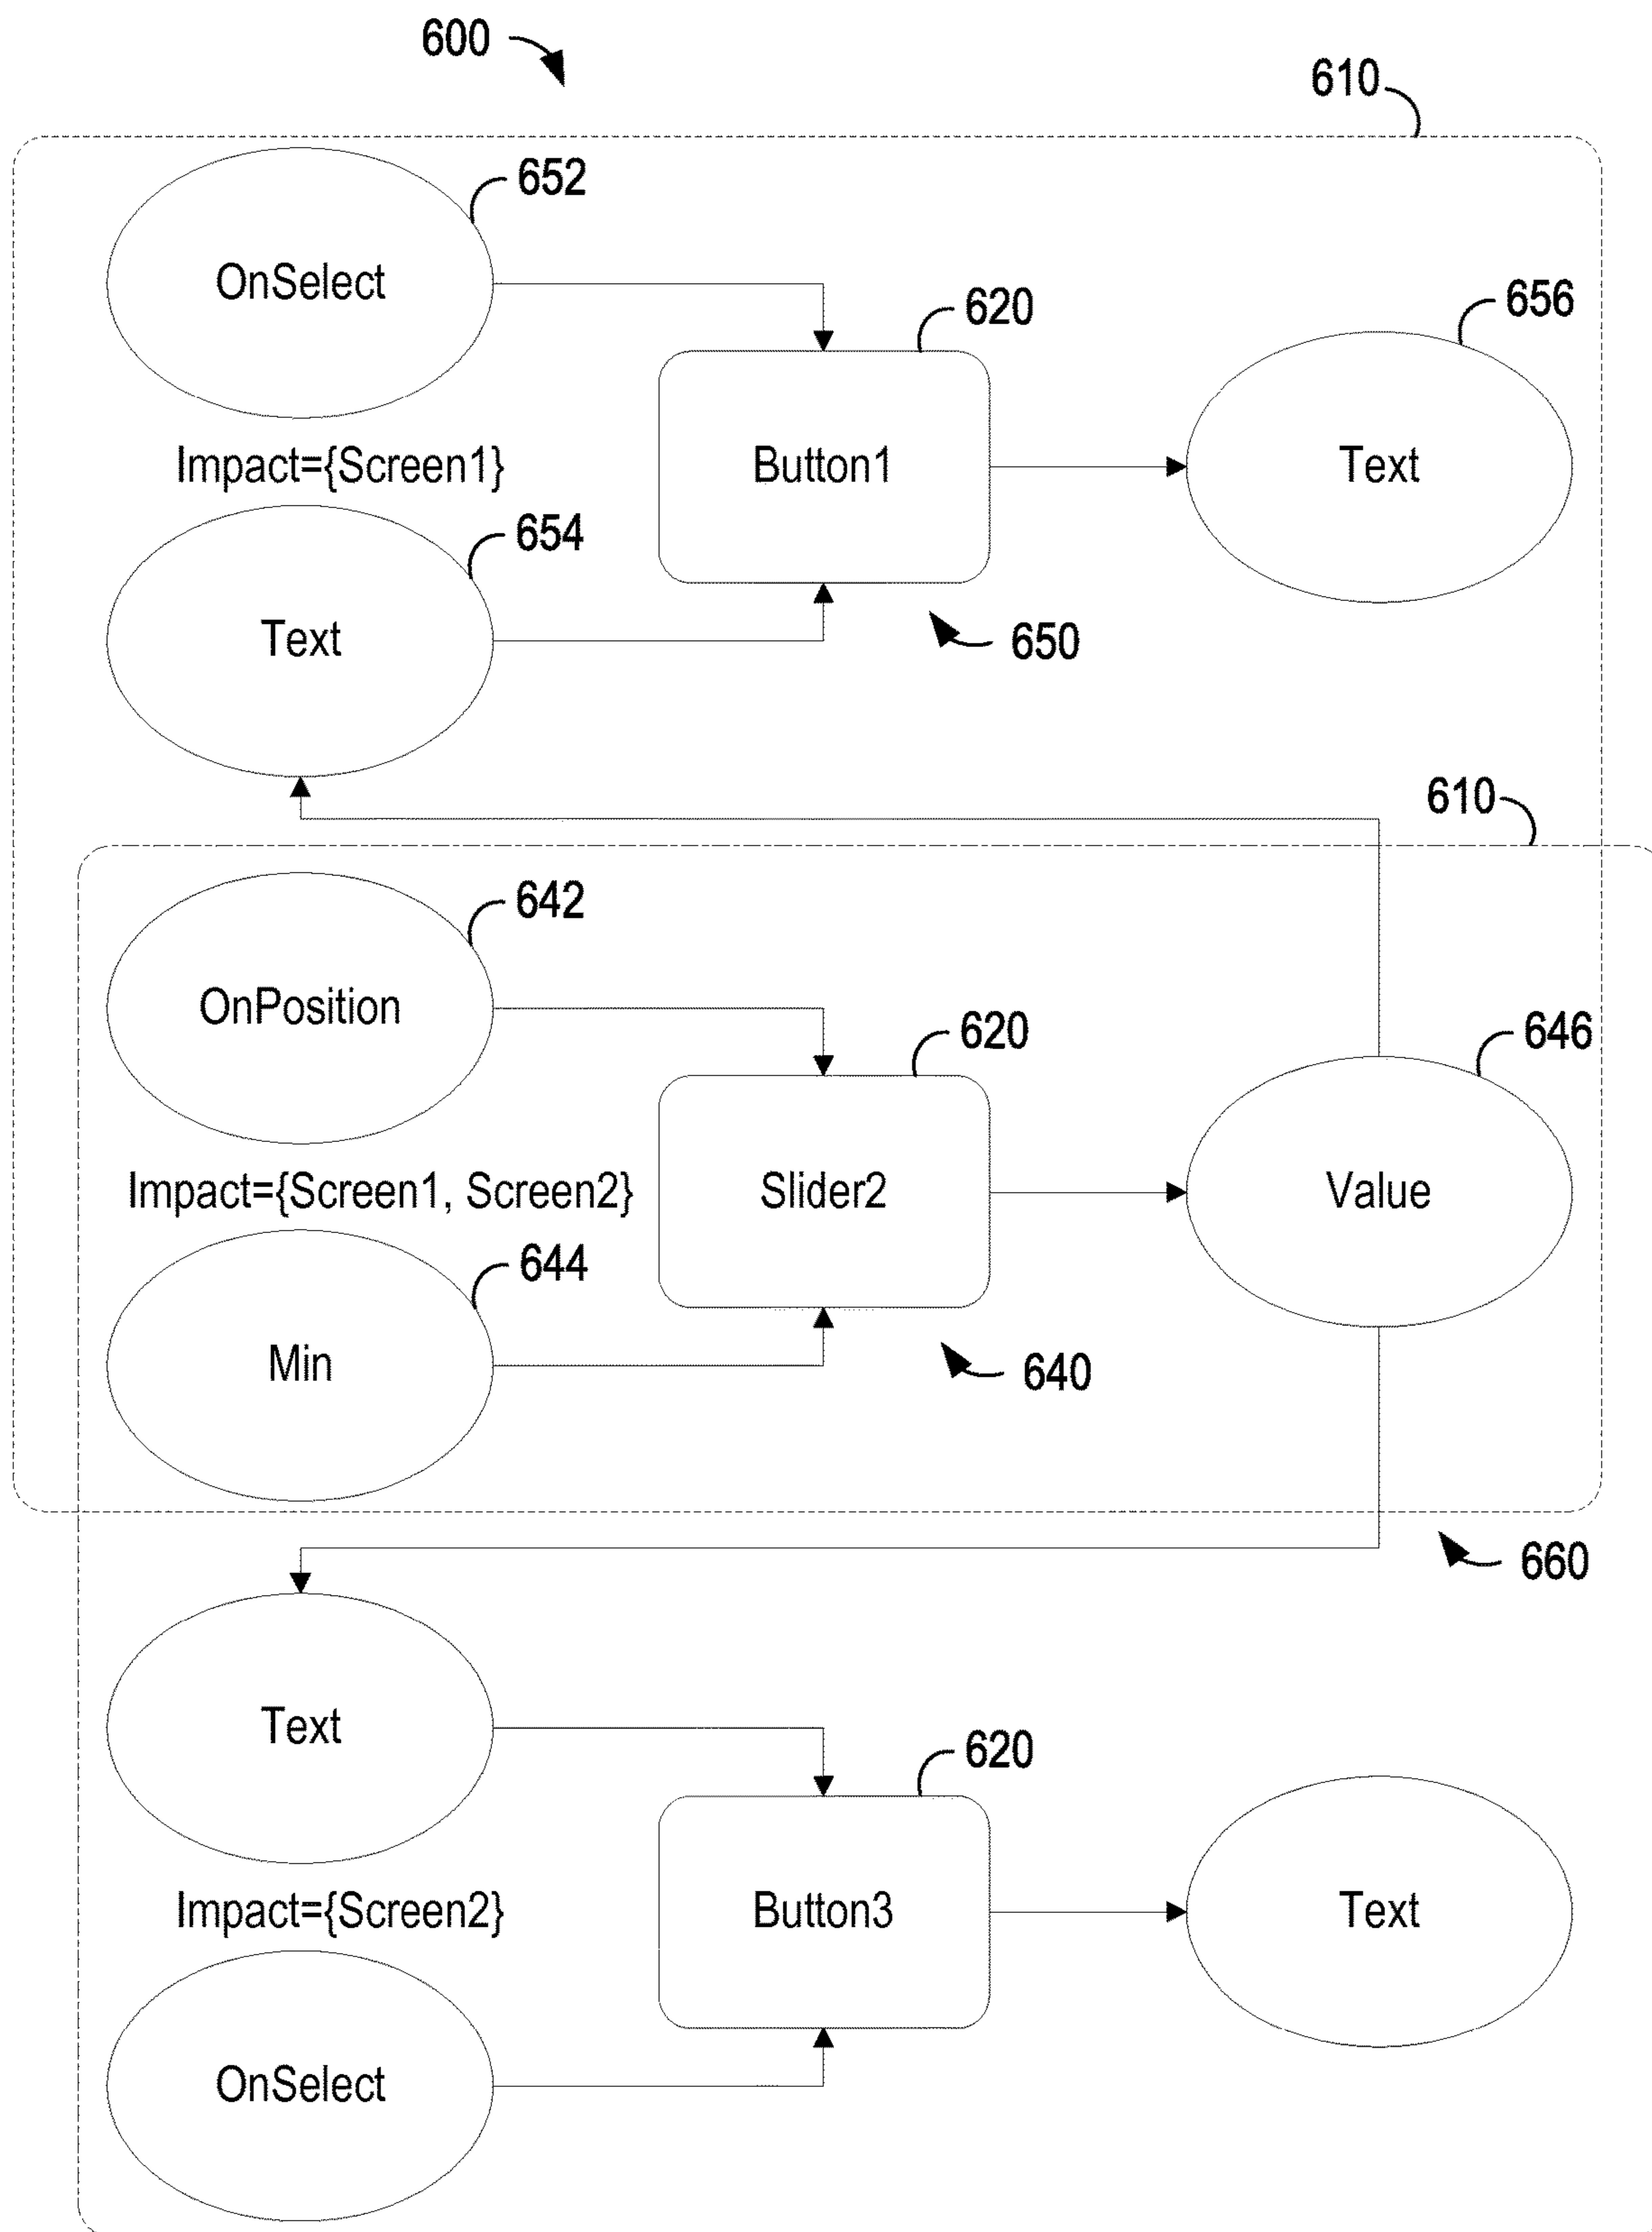 600
610
652
OnSelect
620
656
Impact={Screen1}
Button1
Text
654
Text
650
610
642
OnPosition
620
646
Impact={Screen1, Screen2}
Slider2
Value
644
Min
640
660
Text
620
Impact={Screen2}
Button3
Text
OnSelect